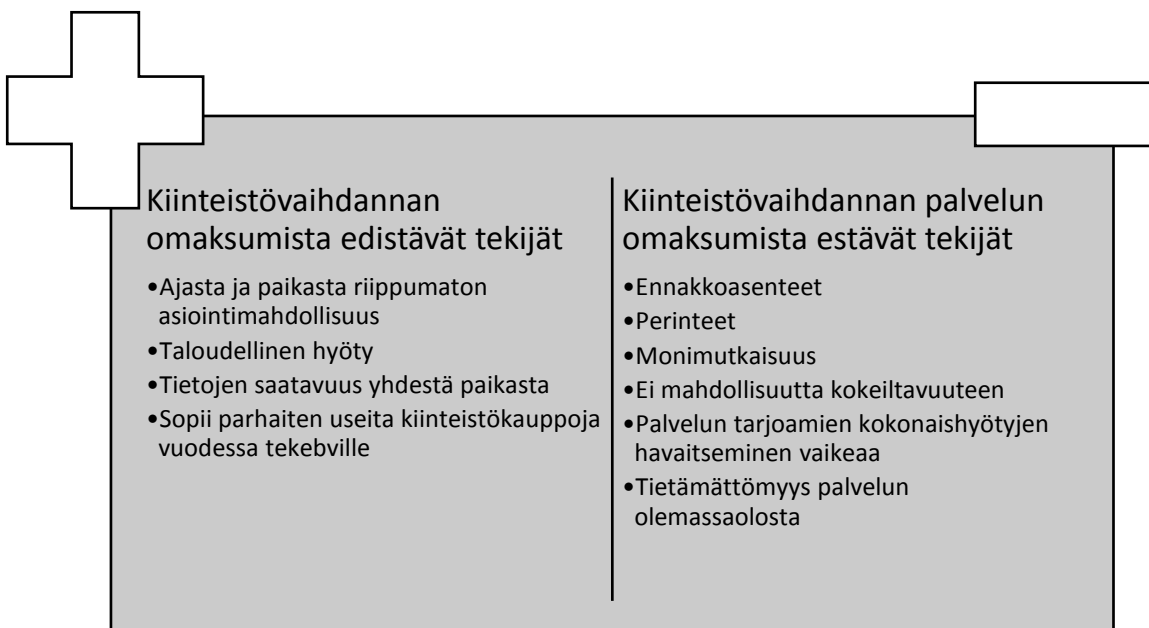 Kiinteistövaihdannan
omaksumista edistävät tekijät
•Ajasta ja paikasta riippumaton
asiointimahdollisuus
•Taloudellinen hyöty
•Tietojen saatavuus yhdestä paikasta
•Sopii parhaiten useita kiinteistökauppoja
vuodessa tekebville
Kiinteistövaihdannan palvelun
omaksumista estävät tekijät
•Ennakkoasenteet
•Perinteet
•Monimutkaisuus
•Ei mahdollisuutta kokeiltavuuteen
•Palvelun tarjoamien kokonaishyötyjen
havaitseminen vaikeaa
•Tietämättömyys palvelun
olemassaolosta